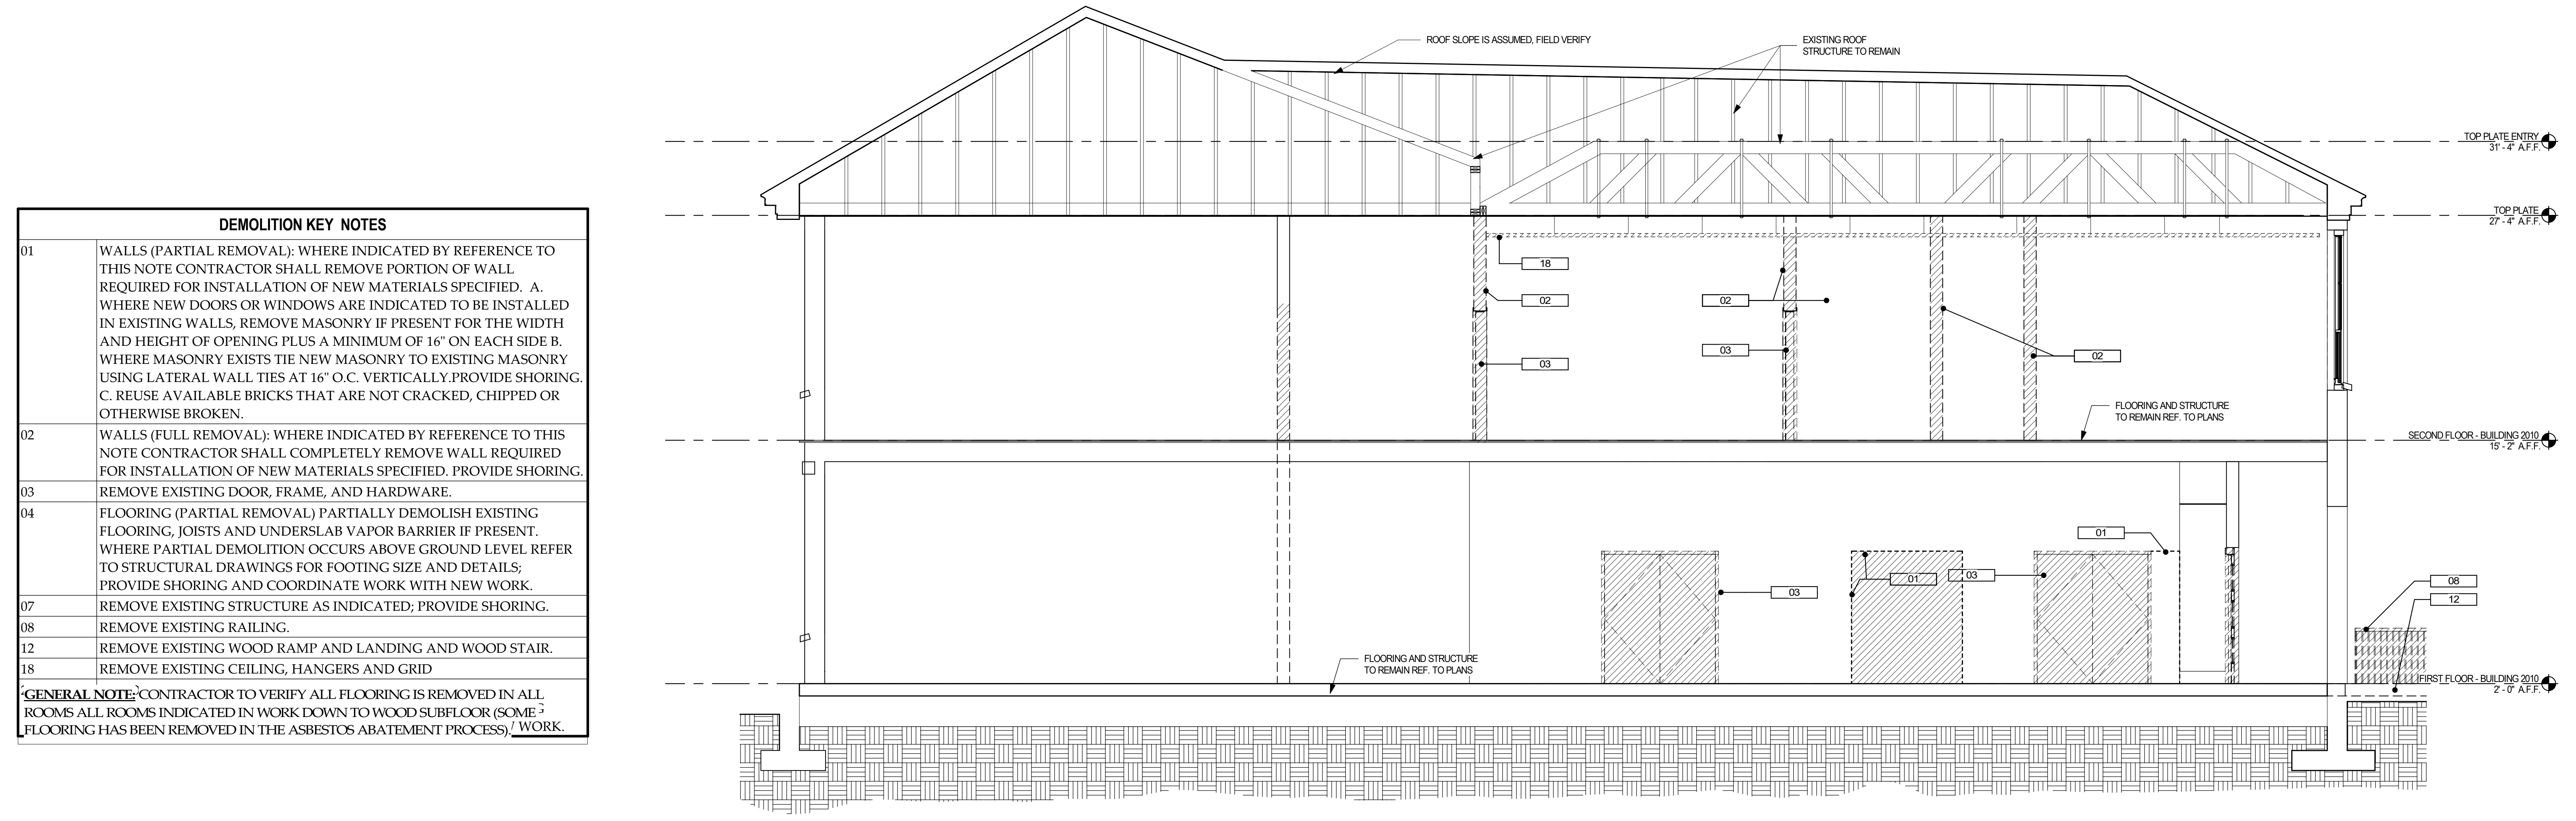 DEMOLITION KEY NOTES
01 WALLS (PARTIAL REMOVAL): WHERE INDICATED BY REFERENCE TO
THIS NOTE CONTRACTOR SHALL REMOVE PORTION OF WALL
REQUIRED FOR INSTALLATION OF NEW MATERIALS SPECIFIED. A.
WHERE NEW DOORS OR WINDOWS ARE INDICATED TO BE INSTALLED
IN EXISTING WALLS, REMOVE MASONRY IF PRESENT FOR THE WIDTH
AND HEIGHT OF OPENING PLUS A MINIMUM OF 16" ON EACH SIDE B.
WHERE MASONRY EXISTS TIE NEW MASONRY TO EXISTING MASONRY
USING LATERAL WALL TIES AT 16" O.C. VERTICALLY.PROVIDE SHORING.
C. REUSE AVAILABLE BRICKS THAT ARE NOT CRACKED, CHIPPED OR
OTHERWISE BROKEN.
02 WALLS (FULL REMOVAL): WHERE INDICATED BY REFERENCE TO THIS
NOTE CONTRACTOR SHALL COMPLETELY REMOVE WALL REQUIRED
FOR INSTALLATION OF NEW MATERIALS SPECIFIED. PROVIDE SHORING.
03 REMOVE EXISTING DOOR, FRAME, AND HARDWARE.
04 FLOORING (PARTIAL REMOVAL) PARTIALLY DEMOLISH EXISTING
FLOORING, JOISTS AND UNDERSLAB VAPOR BARRIER IF PRESENT.
WHERE PARTIAL DEMOLITION OCCURS ABOVE GROUND LEVEL REFER
TO STRUCTURAL DRAWINGS FOR FOOTING SIZE AND DETAILS;
PROVIDE SHORING AND COORDINATE WORK WITH NEW WORK.
07 REMOVE EXISTING STRUCTURE AS INDICATED; PROVIDE SHORING.
08 REMOVE EXISTING RAILING.
12 REMOVE EXISTING WOOD RAMP AND LANDING AND WOOD STAIR.
18 REMOVE EXISTING CEILING, HANGERS AND GRID
GENERAL NOTE: CONTRACTOR TO VERIFY ALL FLOORING IS REMOVED IN ALL
ROOMS ALL ROOMS INDICATED IN WORK DOWN TO WOOD SUBFLOOR (SOME
FLOORING HAS BEEN REMOVED IN THE ASBESTOS ABATEMENT PROCESS). WORK.
ROOF SLOPE IS ASSUMED, FIELD VERIFY
EXISTING ROOF
STRUCTURE TO REMAIN
TOP PLATE ENTRY
31' - 4" A.F.F.
TOP PLATE
27' - 4" A.F.F.
18
02
02
03
03
02
FLOORING AND STRUCTURE
TO REMAIN REF. TO PLANS
SECOND FLOOR - BUILDING 2010
15' - 2" A.F.F.
01
03
01
03
08
12
FLOORING AND STRUCTURE
TO REMAIN REF. TO PLANS
FIRST FLOOR - BUILDING 2010
2' - 0" A.F.F.